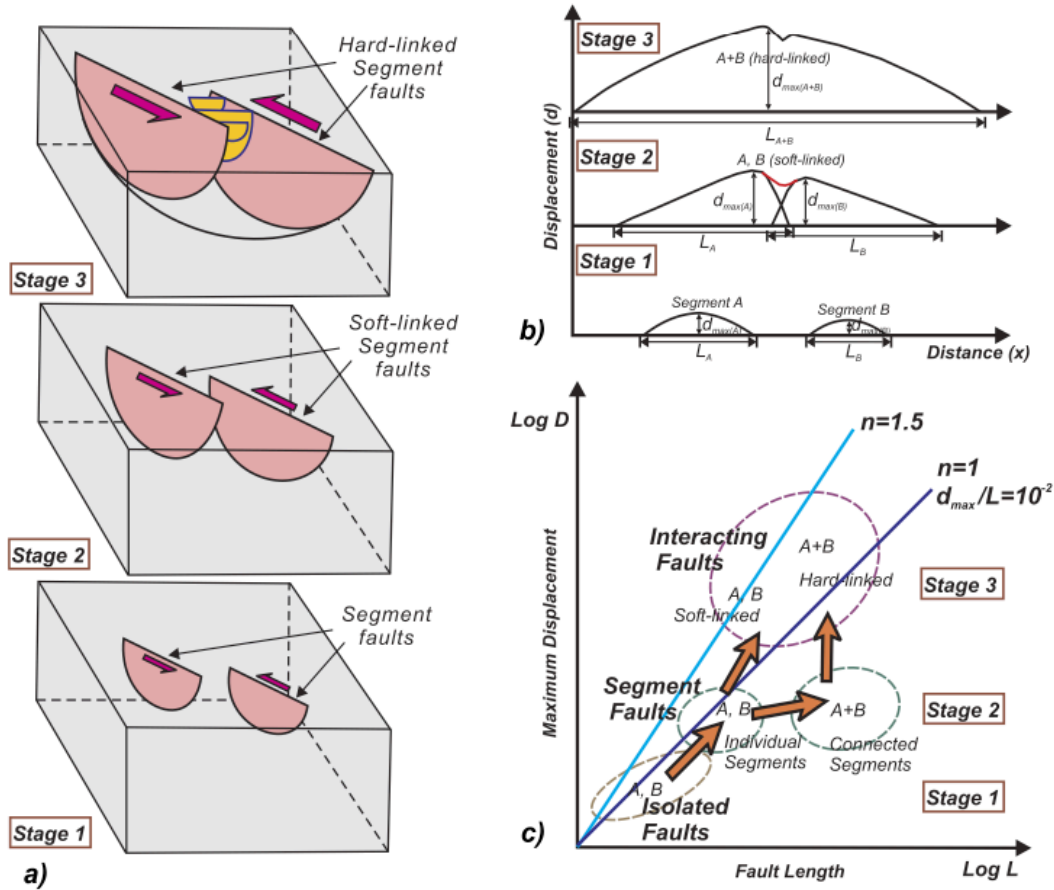 Hard-linked
Segment
faults
Stage 3
Soft-linked
Segment
faults
Stage 2
Segment
faults
Stage 1
a)
Displacement (d)
Stage 3
A+B (hard-linked)
dmax(A+B)
LA+B
Stage 2
A, B (soft-linked)
dmax(A)
dmax(B)
LA
LB
Stage 1
Segment A
Segment B
dmax(A)
dmax(B)
LA
LB
b)
Distance (x)
Log D
n=1.5
n=1
dmax/L=10⁻²
Interacting
Faults
A+B
Hard-linked
A, B
Soft-linked
Stage 3
Maximum Displacement
Segment
Faults
A, B
A+B
Stage 2
Individual
Segments
Connected
Segments
A, B
Isolated
Faults
Stage 1
c)
Fault Length
Log L